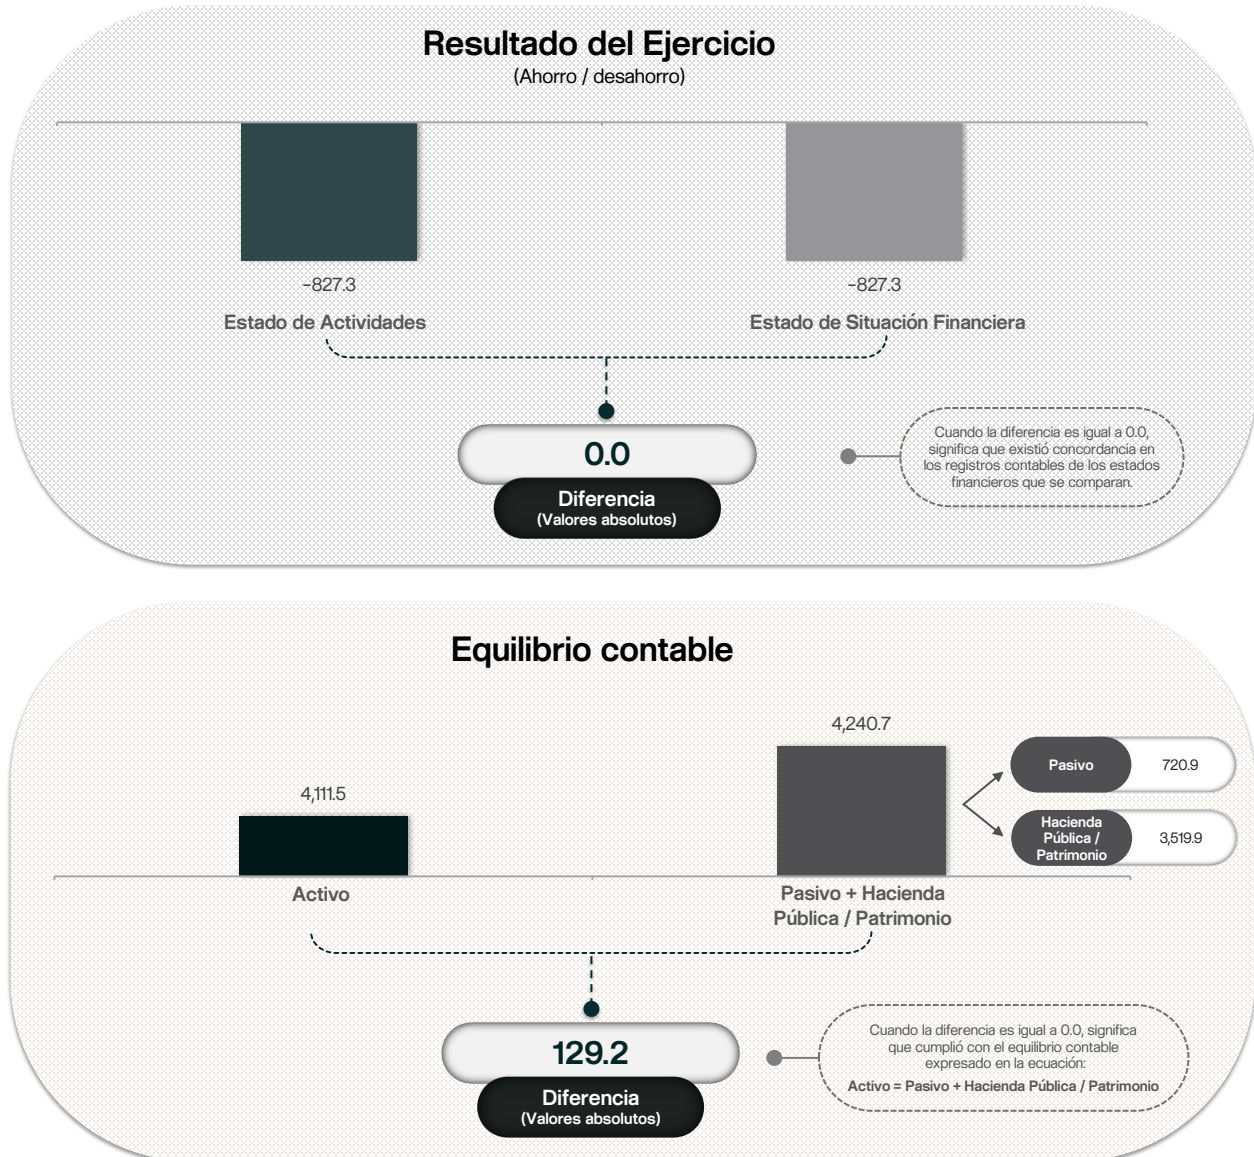 Resultado del Ejercicio
(Ahorro / desahorro)
-827.3
-827.3
Estado de Actividades
Estado de Situación Financiera
0.0
Diferencia
(Valores absolutos)
Cuando la diferencia es igual a 0.0,
significa que existió concordancia en
los registros contables de los estados
financieros que se comparan.
Equilibrio contable
4,111.5
4,240.7
Pasivo
720.9
Hacienda
Pública /
Patrimonio
3,519.9
Activo
Pasivo + Hacienda
Pública / Patrimonio
129.2
Diferencia
(Valores absolutos)
Cuando la diferencia es igual a 0.0, significa
que cumplió con el equilibrio contable
expresado en la ecuación:
Activo = Pasivo + Hacienda Pública / Patrimonio